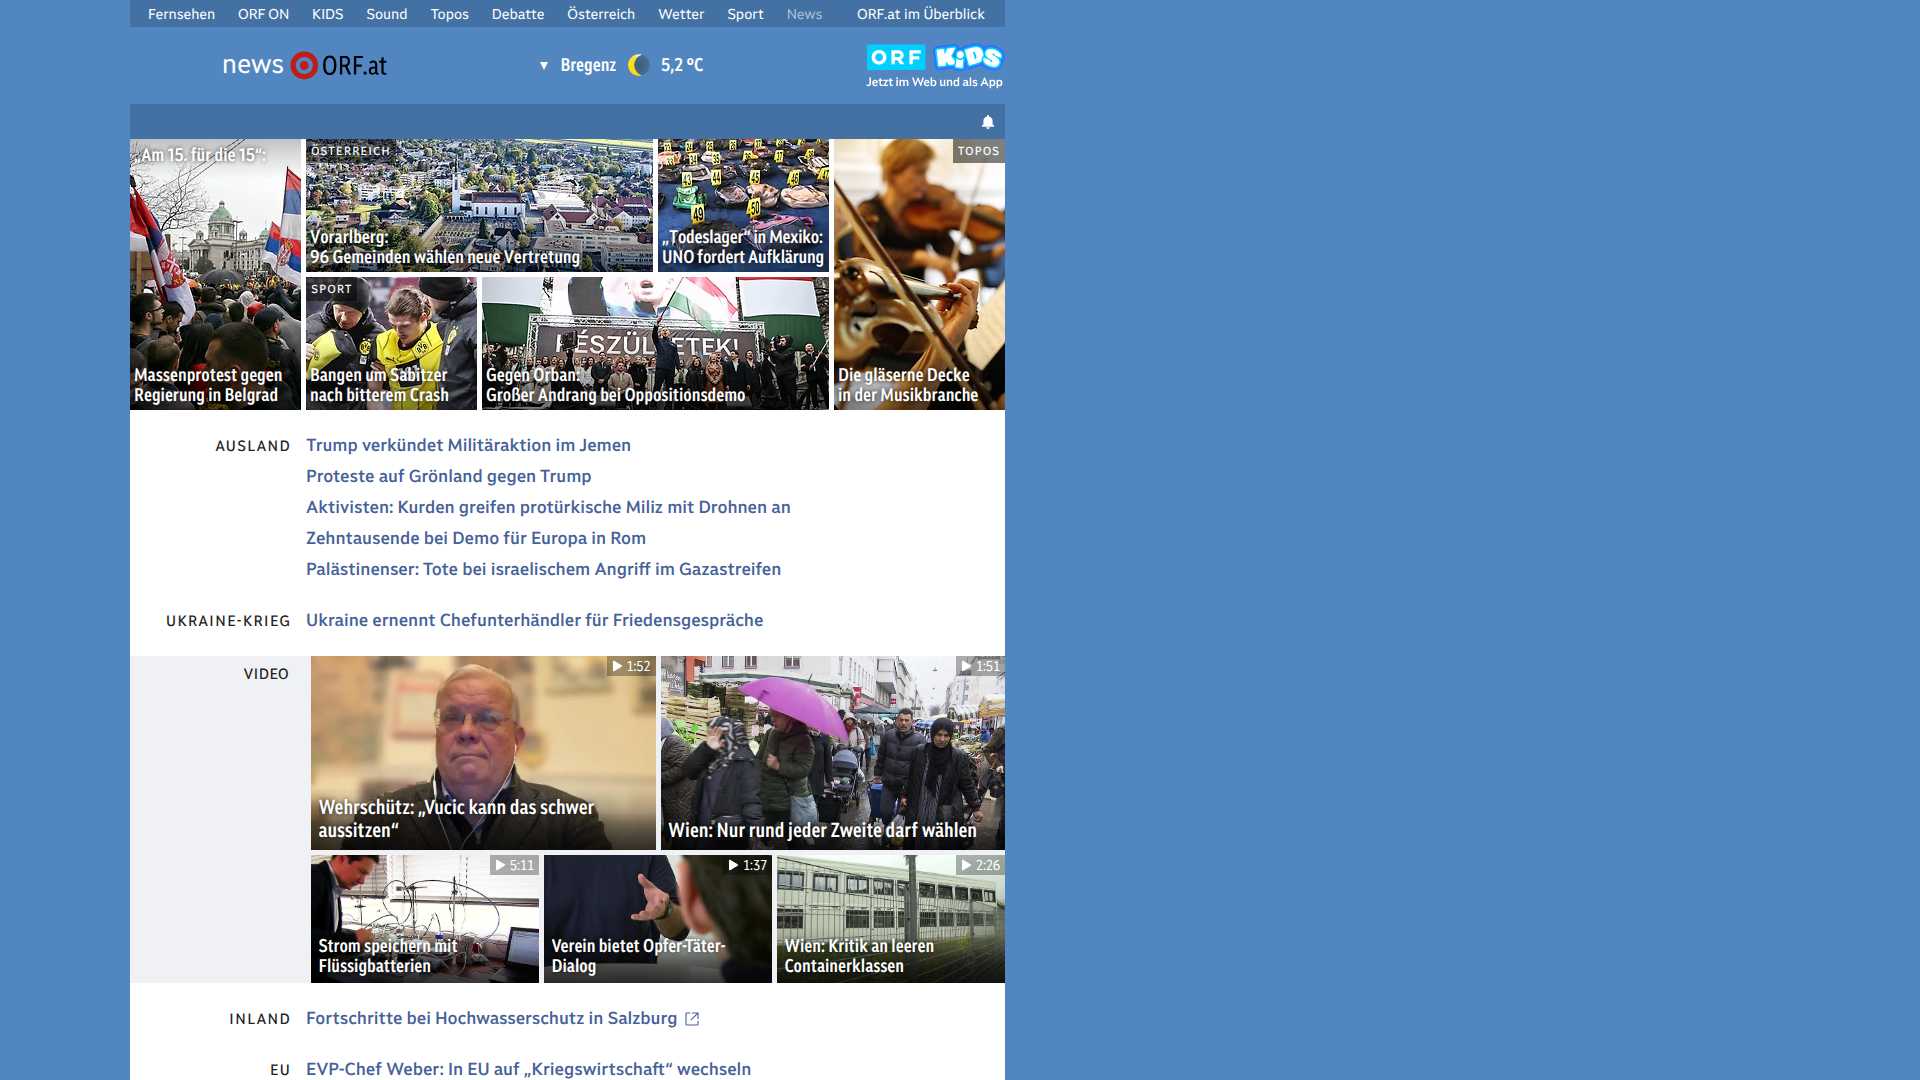 Fernsehen ORF ON KIDS Sound Topos Debatte Österreich Wetter Sport News ORF.at im Überblick
news ORF.at
Bregenz 5,2 °C
ORF KiDS
Jetzt im Web und als App
„Am 15. für die 15“:
Massenprotest gegen
Regierung in Belgrad
ÖSTERREICH
Vorarlberg:
96 Gemeinden wählen neue Vertretung
43 44 45 46
49 50
„Todeslager“ in Mexiko:
UNO fordert Aufklärung
TOPOS
Die gläserne Decke
in der Musikbranche
SPORT
Bangen um Sabitzer
nach bitterem Crash
Gegen Orban:
Großer Andrang bei Oppositionsdemo
AUSLAND
Trump verkündet Militäraktion im Jemen
Proteste auf Grönland gegen Trump
Aktivisten: Kurden greifen protürkische Miliz mit Drohnen an
Zehntausende bei Demo für Europa in Rom
Palästinenser: Tote bei israelischem Angriff im Gazastreifen
UKRAINE-KRIEG
Ukraine ernennt Chefunterhändler für Friedensgespräche
VIDEO
1:52
Wehrschütz: „Vucic kann das schwer
aussitzen“
1:51
Wien: Nur rund jeder Zweite darf wählen
5:11
Strom speichern mit
Flüssigbatterien
1:37
Verein bietet Opfer-Täter-
Dialog
2:26
Wien: Kritik an leeren
Containerklassen
INLAND
Fortschritte bei Hochwasserschutz in Salzburg
EU
EVP-Chef Weber: In EU auf „Kriegswirtschaft“ wechseln